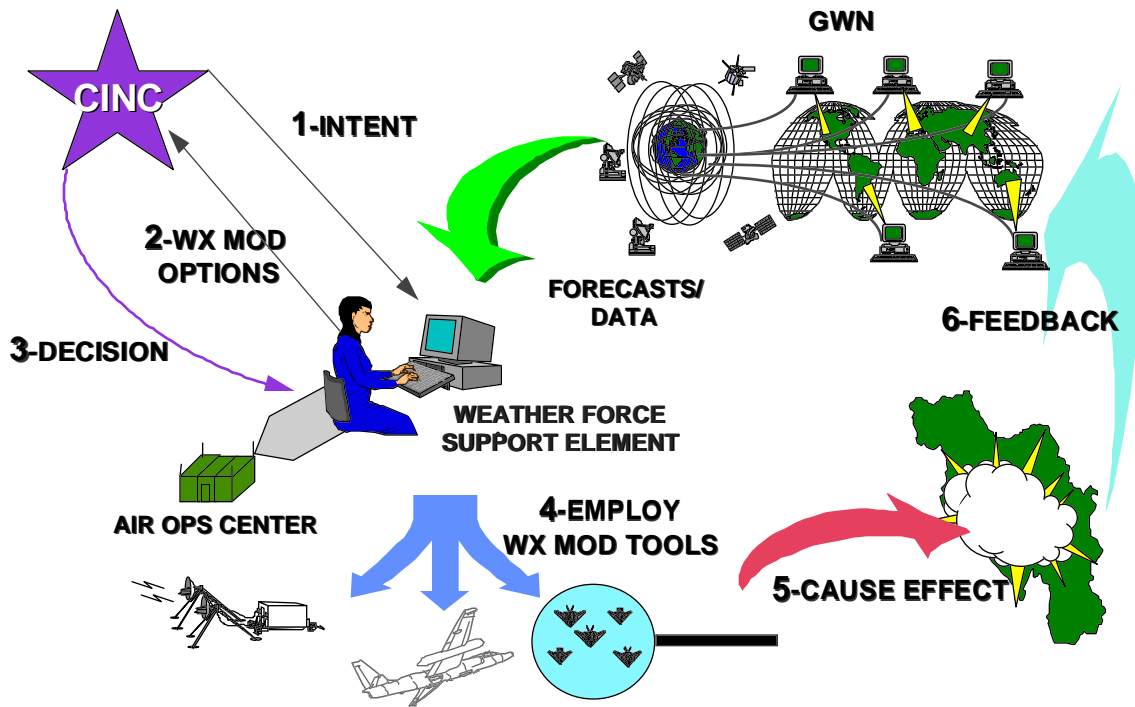 GWN
CINC
1-INTENT
2-WX MOD
OPTIONS
FORECASTS/
DATA
3-DECISION
6-FEEDBACK
WEATHER FORCE
SUPPORT ELEMENT
AIR OPS CENTER
4-EMPLOY
WX MOD TOOLS
5-CAUSE EFFECT